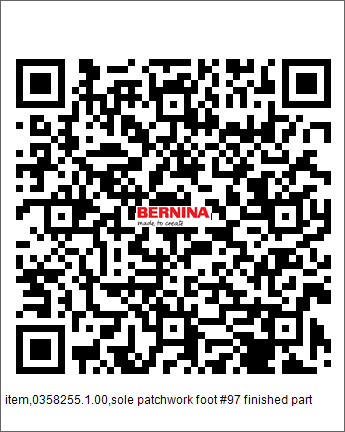 BERNINA
made to create
item,0358255.1.00,sole patchwork foot #97 finished part